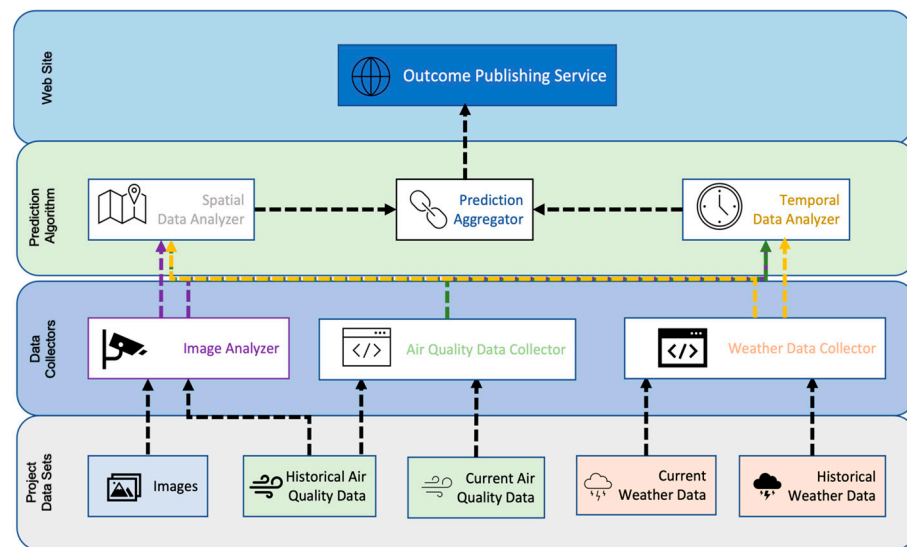 Web Site
Outcome Publishing Service
Prediction
Algorithm
Spatial
Data Analyzer
Prediction
Aggregator
Temporal
Data Analyzer
Data
Collectors
Image Analyzer
</>
Air Quality Data Collector
</>
Weather Data Collector
Project
Data Sets
Images
Historical Air
Quality Data
Current Air
Quality Data
Current
Weather Data
Historical
Weather Data